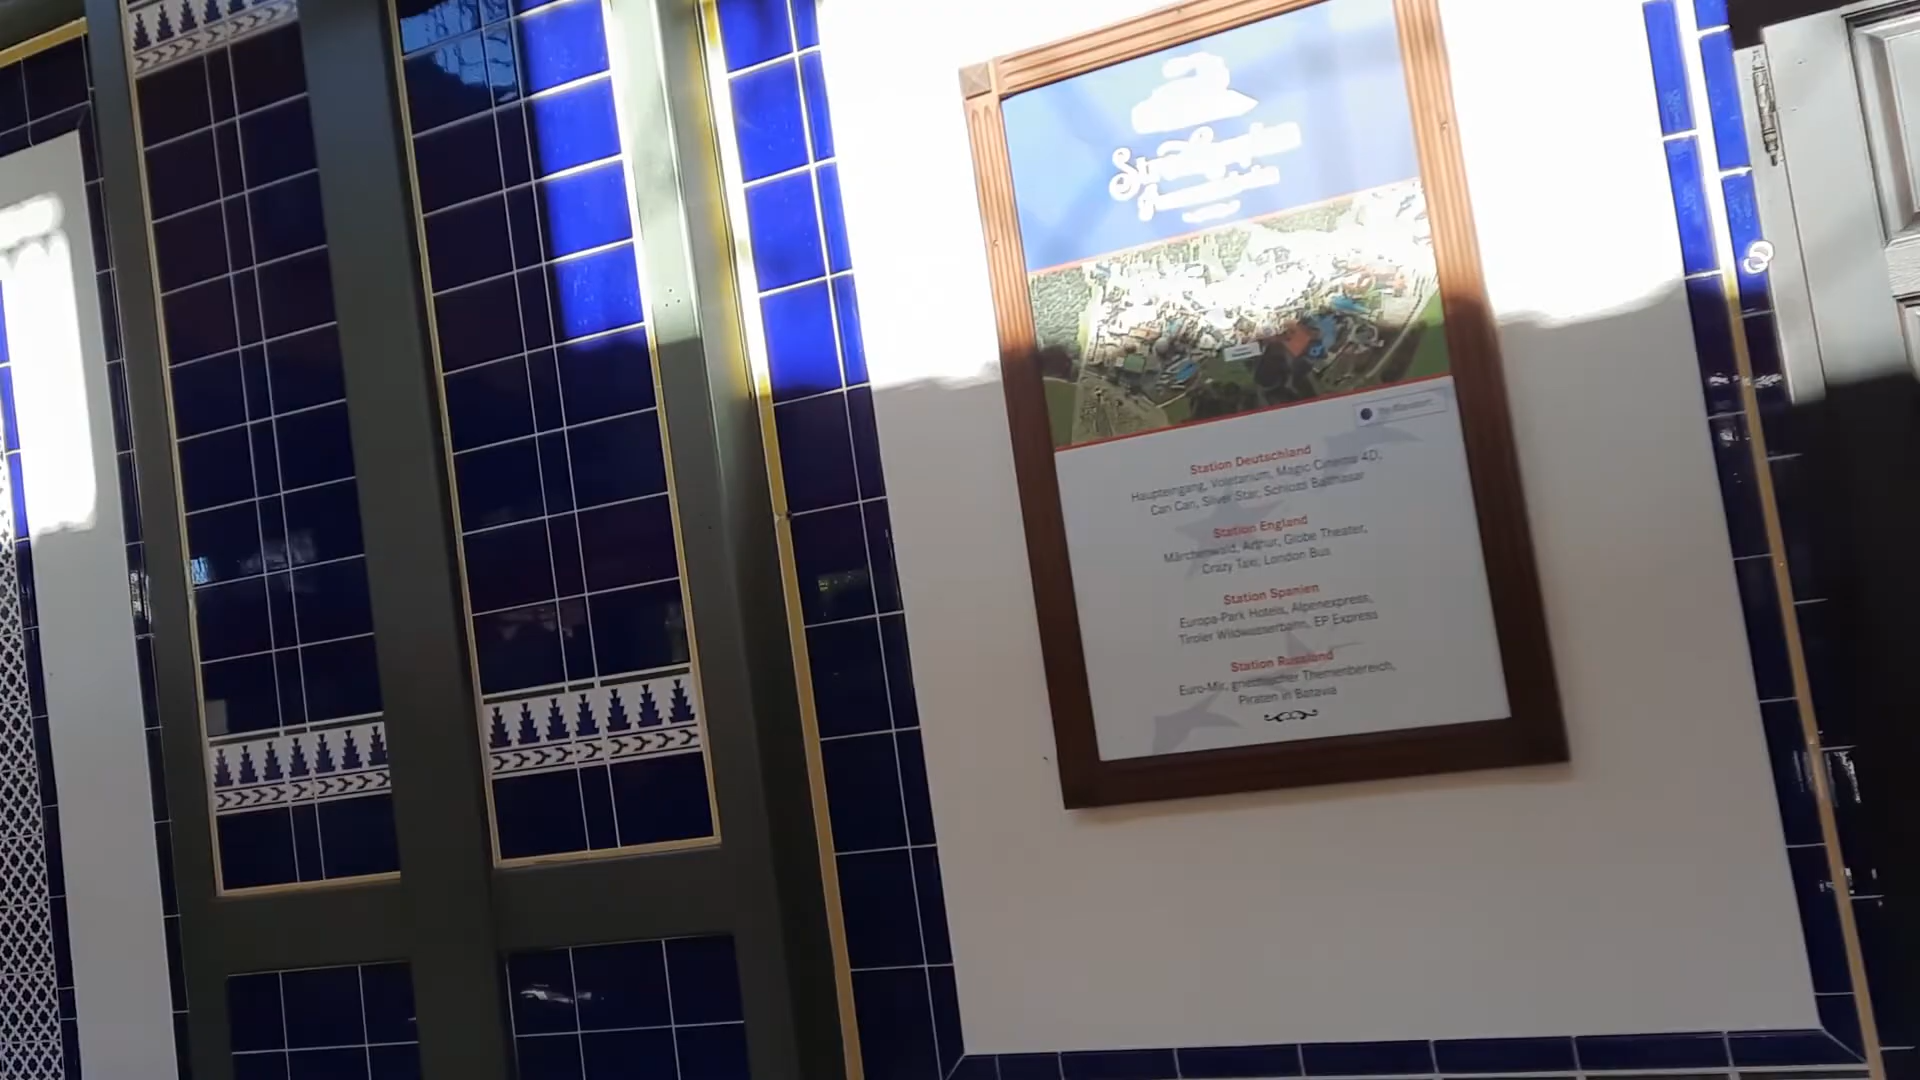 Station Deutschland
Haupteingang, Voletarium, Magic Cinema 4D,
Can Can, Silver Star, Schloss Balthasar
Station England
Märchenwald, Arthur, Globe Theater,
Crazy Taxi, London Bus
Station Spanien
Europa-Park Hotels, Alpenexpress,
Tiroler Wildwasserbahn, EP Express
Station Russland
Euro-Mir, griechischer Themenbereich,
Piraten in Batavia